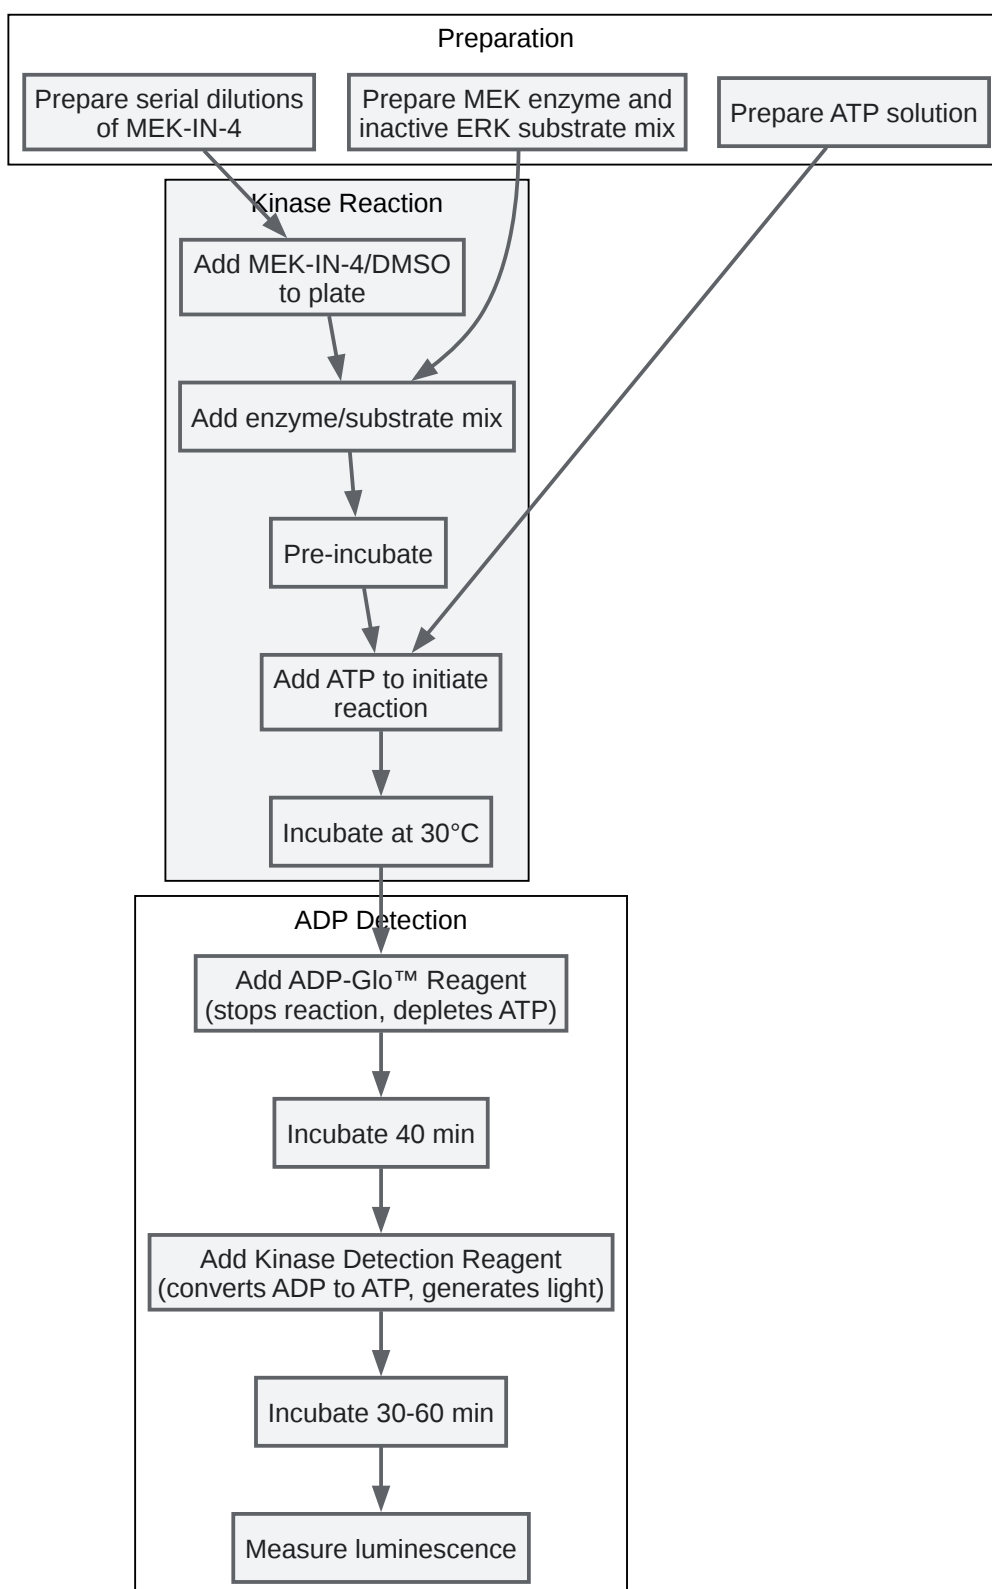 Preparation
Prepare serial dilutions
of MEK-IN-4
Prepare MEK enzyme and
inactive ERK substrate mix
Prepare ATP solution
Kinase Reaction
Add MEK-IN-4/DMSO
to plate
Add enzyme/substrate mix
Pre-incubate
Add ATP to initiate
reaction
Incubate at 30°C
ADP Detection
Add ADP-Glo™ Reagent
(stops reaction, depletes ATP)
Incubate 40 min
Add Kinase Detection Reagent
(converts ADP to ATP, generates light)
Incubate 30-60 min
Measure luminescence